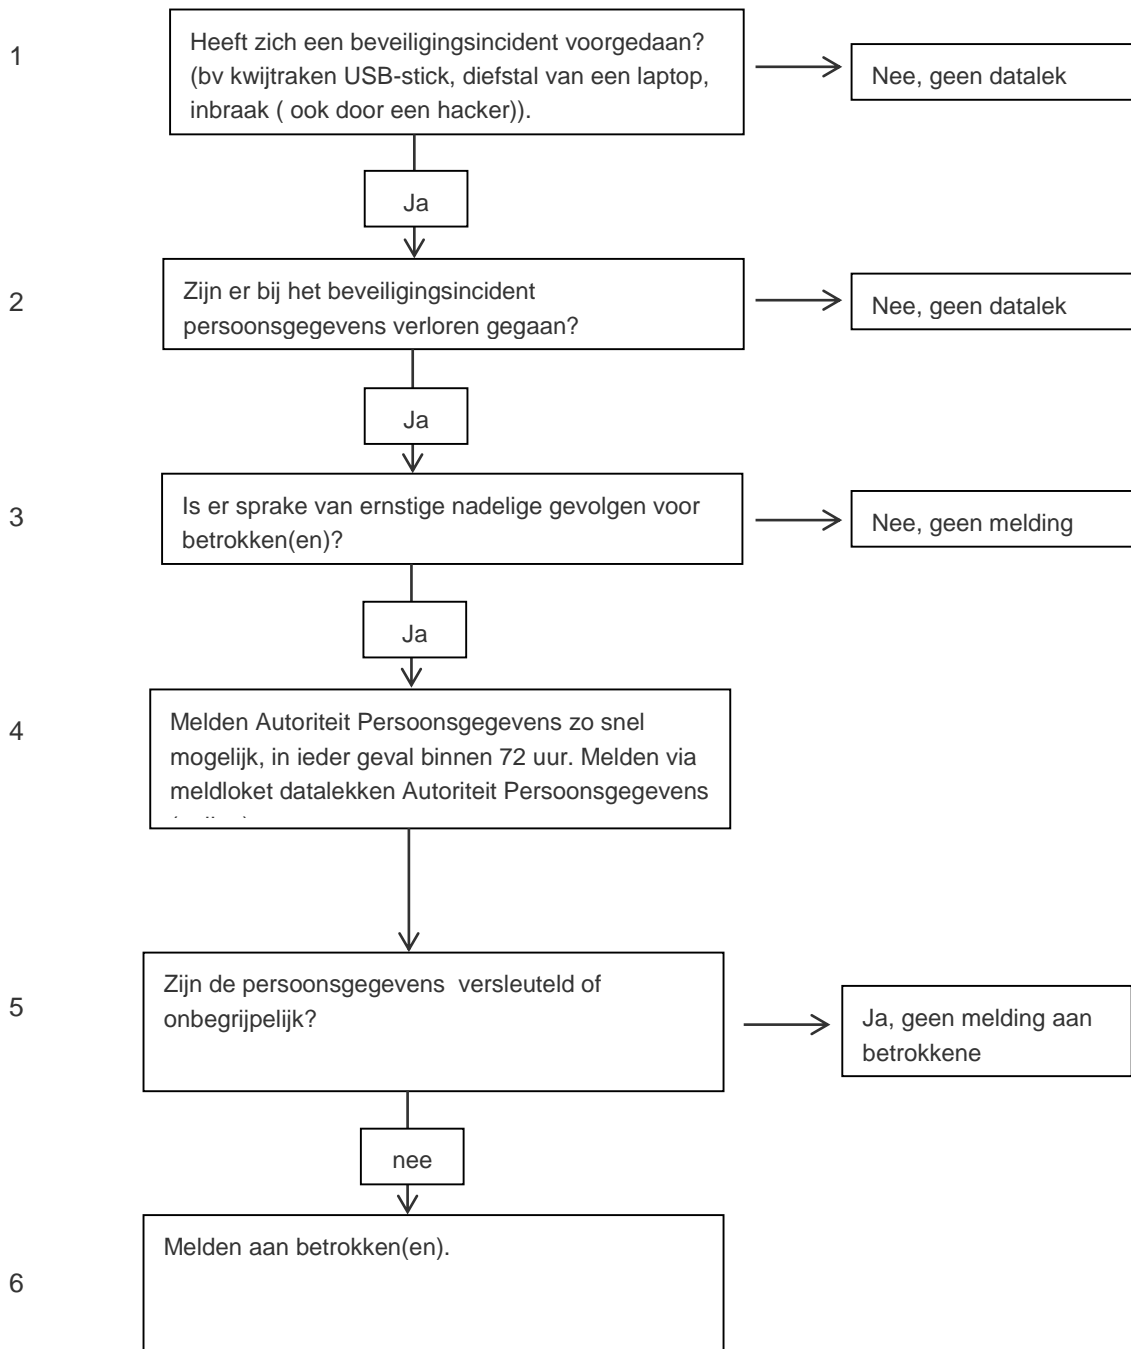 1
Heeft zich een beveiligingsincident voorgedaan?
(bv kwijtraken USB-stick, diefstal van een laptop,
inbraak ( ook door een hacker)).
Nee, geen datalek
Ja
2
Zijn er bij het beveiligingsincident
persoonsgegevens verloren gegaan?
Nee, geen datalek
Ja
3
Is er sprake van ernstige nadelige gevolgen voor
betrokken(en)?
Nee, geen melding
Ja
4
Melden Autoriteit Persoonsgegevens zo snel
mogelijk, in ieder geval binnen 72 uur. Melden via
meldloket datalekken Autoriteit Persoonsgegevens
5
Zijn de persoonsgegevens  versleuteld of
onbegrijpelijk?
Ja, geen melding aan
betrokkene
nee
6
Melden aan betrokken(en).